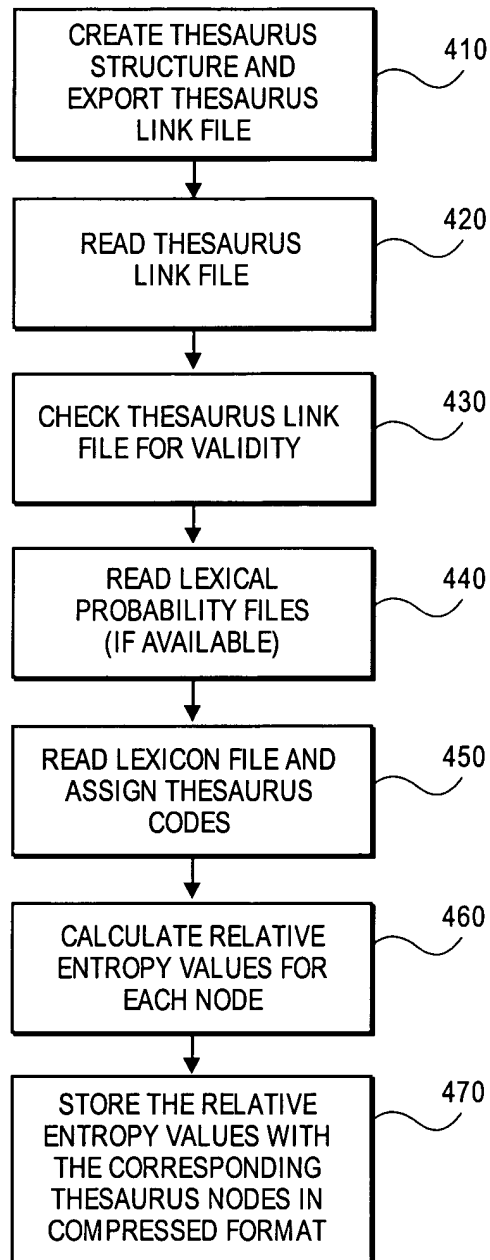 CREATE THESAURUS
STRUCTURE AND
EXPORT THESAURUS
LINK FILE
410
READ THESAURUS
LINK FILE
420
CHECK THESAURUS LINK
FILE FOR VALIDITY
430
READ LEXICAL
PROBABILITY FILES
(IF AVAILABLE)
440
READ LEXICON FILE AND
ASSIGN THESAURUS
CODES
450
CALCULATE RELATIVE
ENTROPY VALUES FOR
EACH NODE
460
STORE THE RELATIVE
ENTROPY VALUES WITH
THE CORRESPONDING
THESAURUS NODES IN
COMPRESSED FORMAT
470